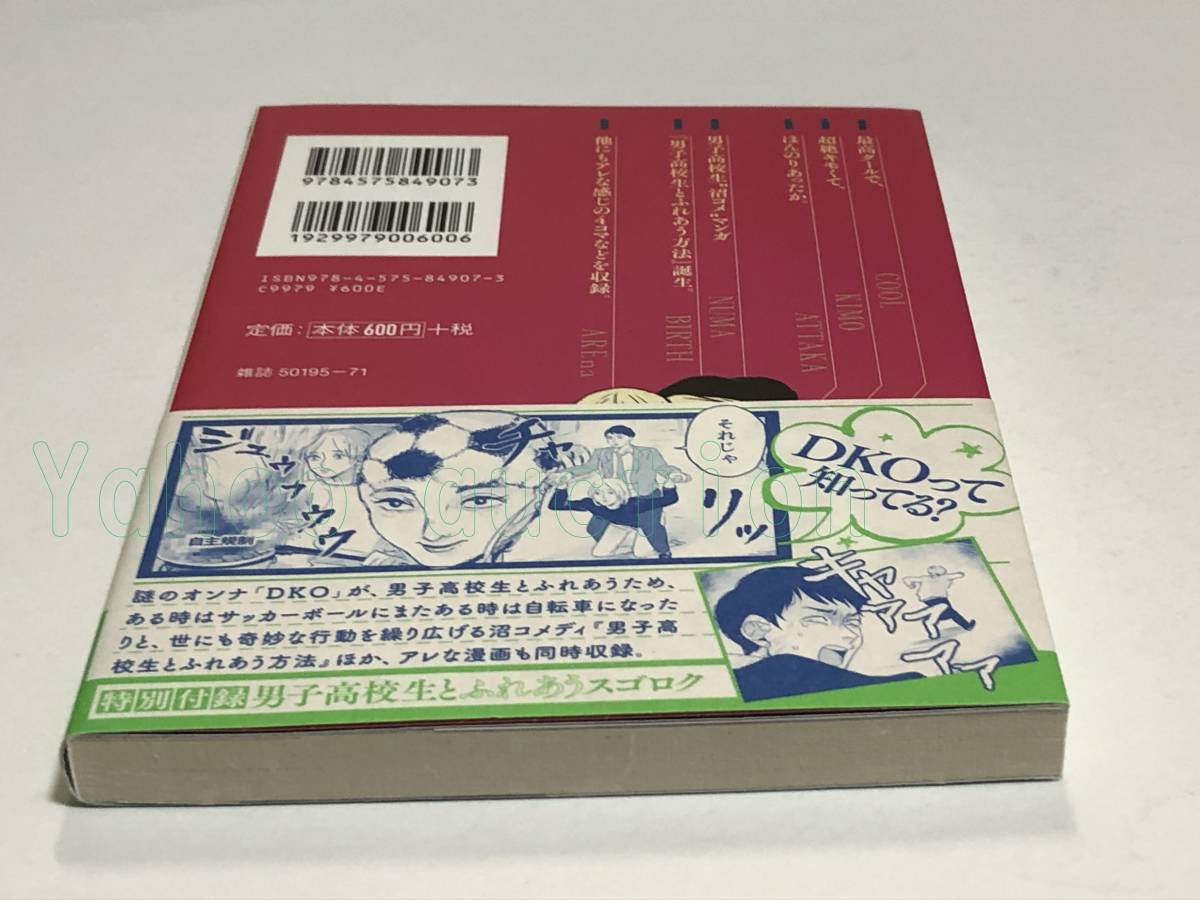 9784575849073
1929979006006
ISBN978-4-575-84907-3
C9979 ¥600E
定価:本体600円+税
雑誌 50195-71
最高クールで、
COOL
超絶キモくて、
KIMO
ほんのりあったか。
ATTAKA
男子高校生“沼コメ”マンガ
NUMA
『男子高校生とふれあう方法』誕生。
BIRTH
他にもアレな感じの4コマなどを収録。
AREna
ジュウゥゥウウ
自主規制
チャ
リッ
それじゃ
DKOって
知ってる?
ギャアァァァアア
謎のオンナ「DKO」が、男子高校生とふれあうため、
ある時はサッカーボールにまたある時は自転車になった
りと、世にも奇妙な行動を繰り広げる沼コメディ『男子高
校生とふれあう方法』ほか、アレな漫画も同時収録。
特別付録 男子高校生とふれあうスゴロク
Yahoo auction